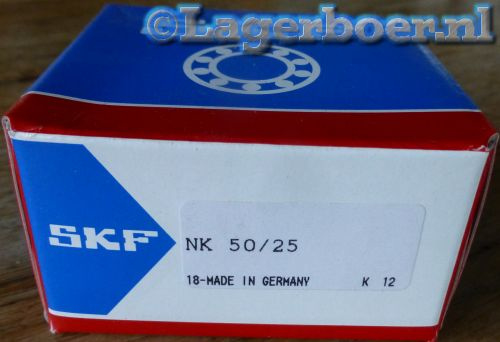 ©Lagerboer.nl
SKF
NK 50/25
18-MADE IN GERMANY K 12